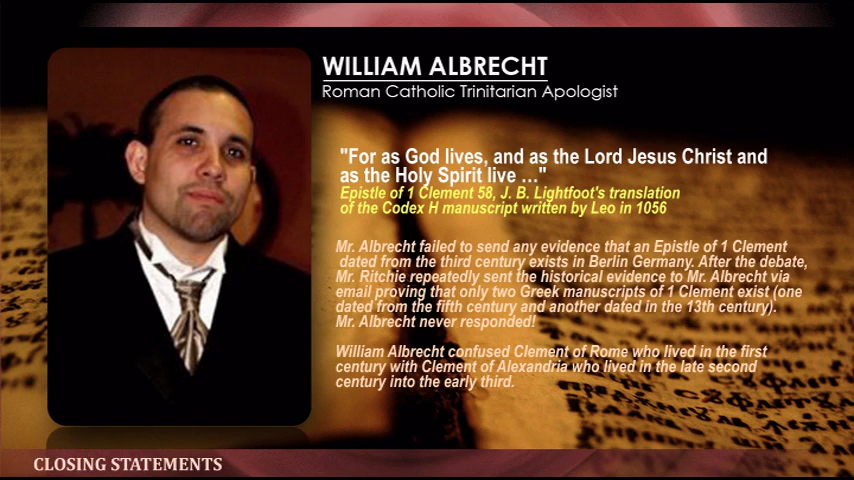 WILLIAM ALBRECHT
Roman Catholic Trinitarian Apologist
"For as God lives, and as the Lord Jesus Christ and
as the Holy Spirit live ..."
Epistle of 1 Clement 58, J. B. Lightfoot's translation
of the Codex H manuscript written by Leo in 1056
Mr. Albrecht failed to send any evidence that an Epistle of 1 Clement
dated from the third century exists in Berlin Germany. After the debate,
Mr. Ritchie repeatedly sent the historical evidence to Mr. Albrecht via
email proving that only two Greek manuscripts of 1 Clement exist (one
dated from the fifth century and another dated in the 13th century).
Mr. Albrecht never responded!
William Albrecht confused Clement of Rome who lived in the first
century with Clement of Alexandria who lived in the late second
century into the early third.
CLOSING STATEMENTS